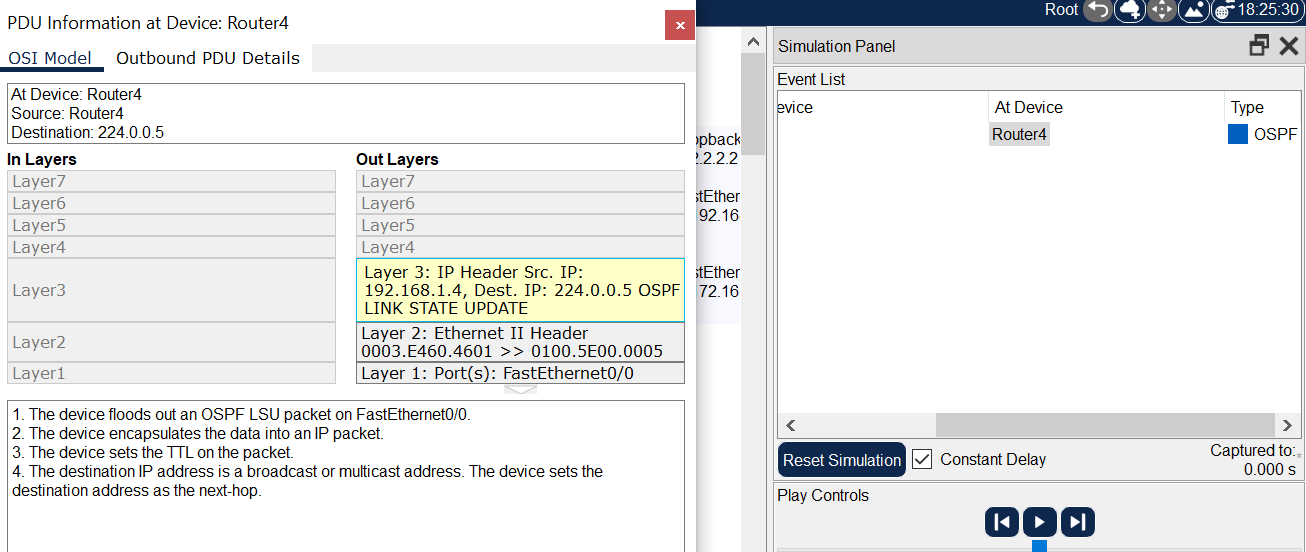 PDU Information at Device: Router4
OSI Model
Outbound PDU Details
At Device: Router4
Source: Router4
Destination: 224.0.0.5
In Layers
Out Layers
Layer7
Layer7
Layer6
Layer6
Layer5
Layer5
Layer4
Layer4
Layer3
Layer 3: IP Header Src. IP:
192.168.1.4, Dest. IP: 224.0.0.5 OSPF
LINK STATE UPDATE
Layer2
Layer 2: Ethernet II Header
0003.E460.4601 >> 0100.5E00.0005
Layer1
Layer 1: Port(s): FastEthernet0/0
1. The device floods out an OSPF LSU packet on FastEthernet0/0.
2. The device encapsulates the data into an IP packet.
3. The device sets the TTL on the packet.
4. The destination IP address is a broadcast or multicast address. The device sets the
destination address as the next-hop.
opback
2.2.2.2
stEther
192.16
stEther
172.16
Root
18:25:30
Simulation Panel
Event List
evice
At Device
Type
Router4
OSPF
Reset Simulation
Constant Delay
Captured to:
0.000 s
*
Play Controls